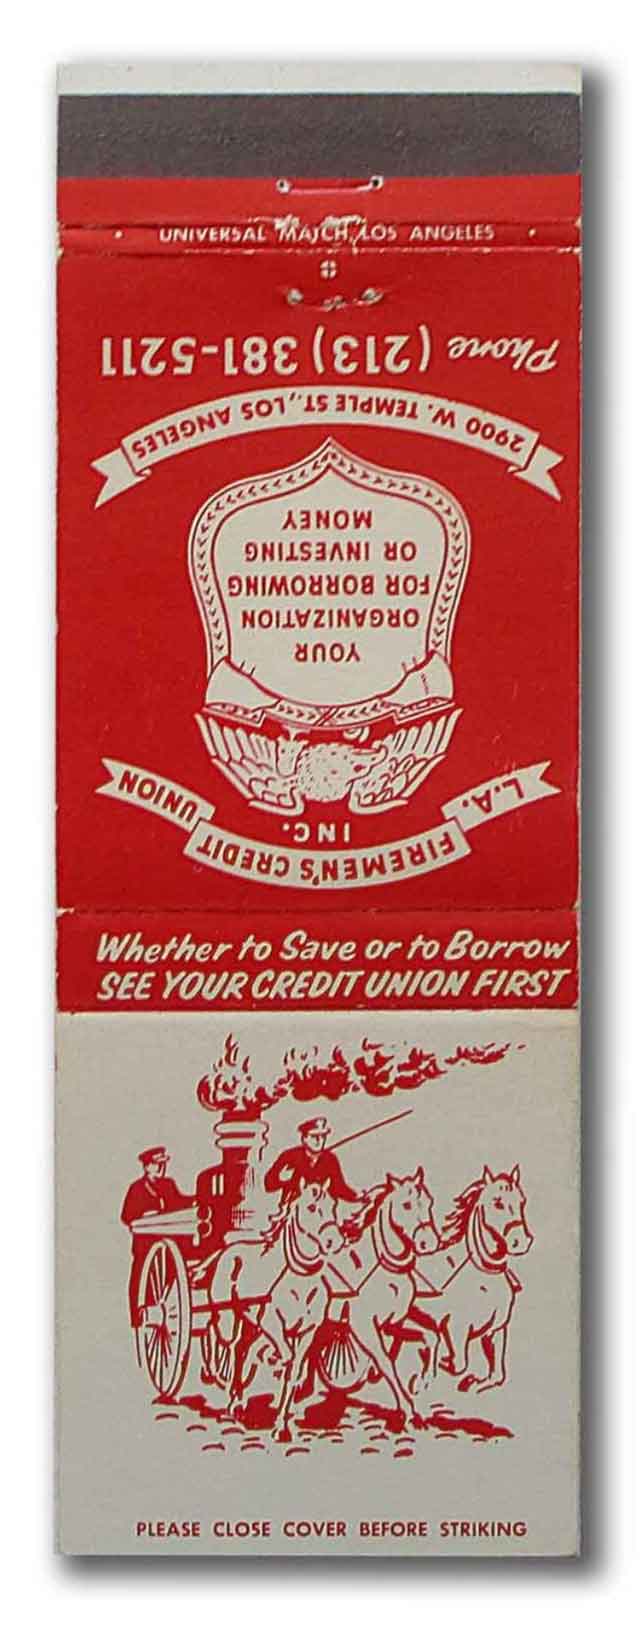 • UNIVERSAL MATCH, LOS ANGELES •
L.A. FIREMEN'S CREDIT UNION
INC.
YOUR
ORGANIZATION
FOR BORROWING
OR INVESTING
MONEY
2900 W. TEMPLE ST., LOS ANGELES
Phone (213) 381-5211
Whether to Save or to Borrow
SEE YOUR CREDIT UNION FIRST
11
PLEASE CLOSE COVER BEFORE STRIKING